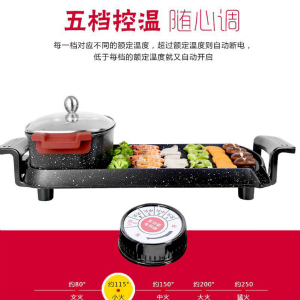 五档控温 随心调
每一档对应不同的额定温度，超过额定温度则自动断电，
低于每档的额定温度就又自动开启
约80° 约115° 约150° 约200° 约250
文火 小火 中火 大火 猛火